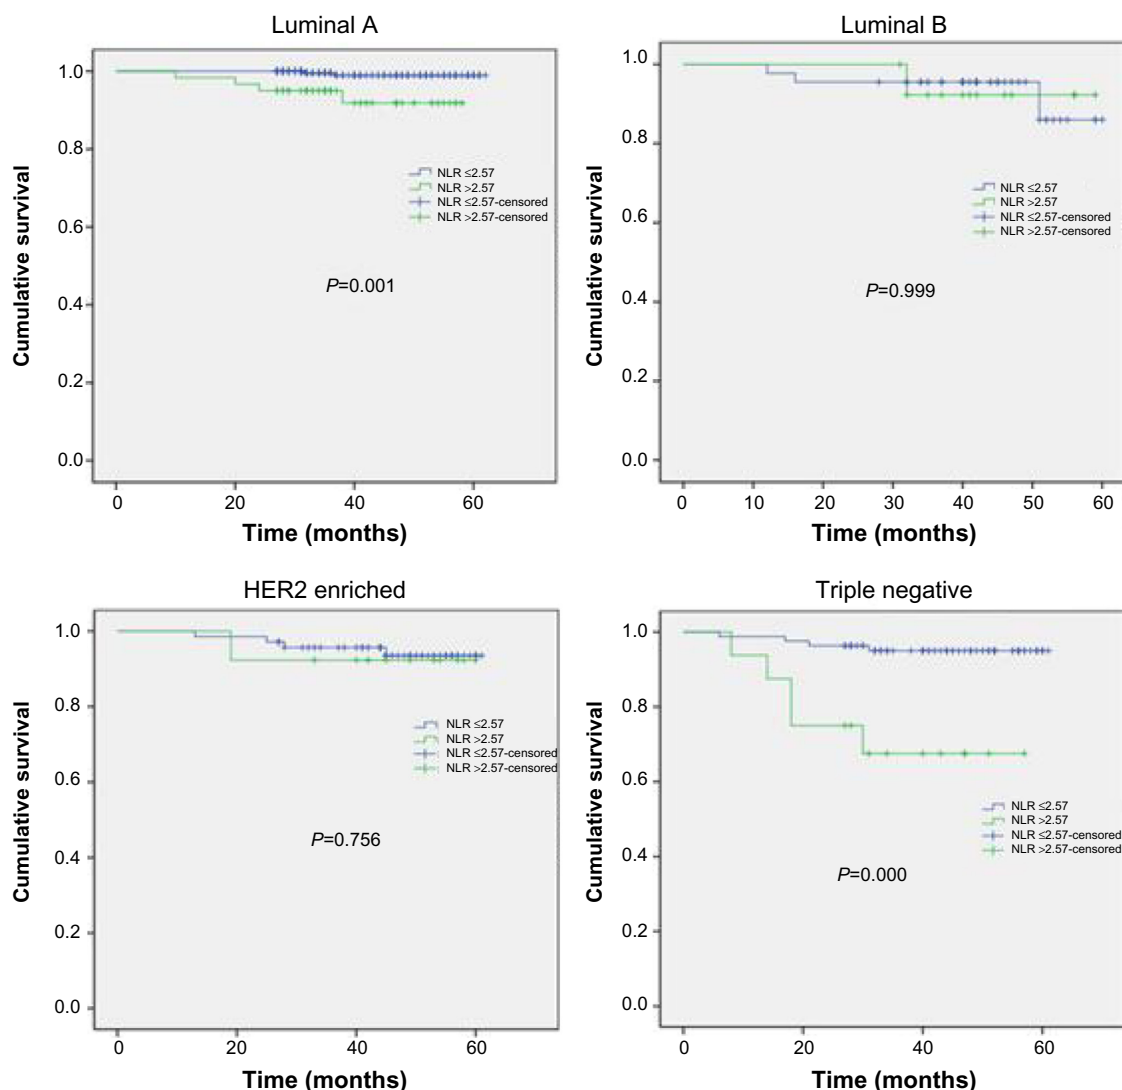 Luminal A
Cumulative survival
1.0
0.8
0.6
0.4
0.2
0.0
NLR ≤2.57
NLR >2.57
NLR ≤2.57-censored
NLR >2.57-censored
P=0.001
0 20 40 60
Time (months)
Luminal B
Cumulative survival
1.0
0.8
0.6
0.4
0.2
0.0
NLR ≤2.57
NLR >2.57
NLR ≤2.57-censored
NLR >2.57-censored
P=0.999
0 10 20 30 40 50 60
Time (months)
HER2 enriched
Cumulative survival
1.0
0.8
0.6
0.4
0.2
0.0
NLR ≤2.57
NLR >2.57
NLR ≤2.57-censored
NLR >2.57-censored
P=0.756
0 20 40 60
Time (months)
Triple negative
Cumulative survival
1.0
0.8
0.6
0.4
0.2
0.0
NLR ≤2.57
NLR >2.57
NLR ≤2.57-censored
NLR >2.57-censored
P=0.000
0 20 40 60
Time (months)